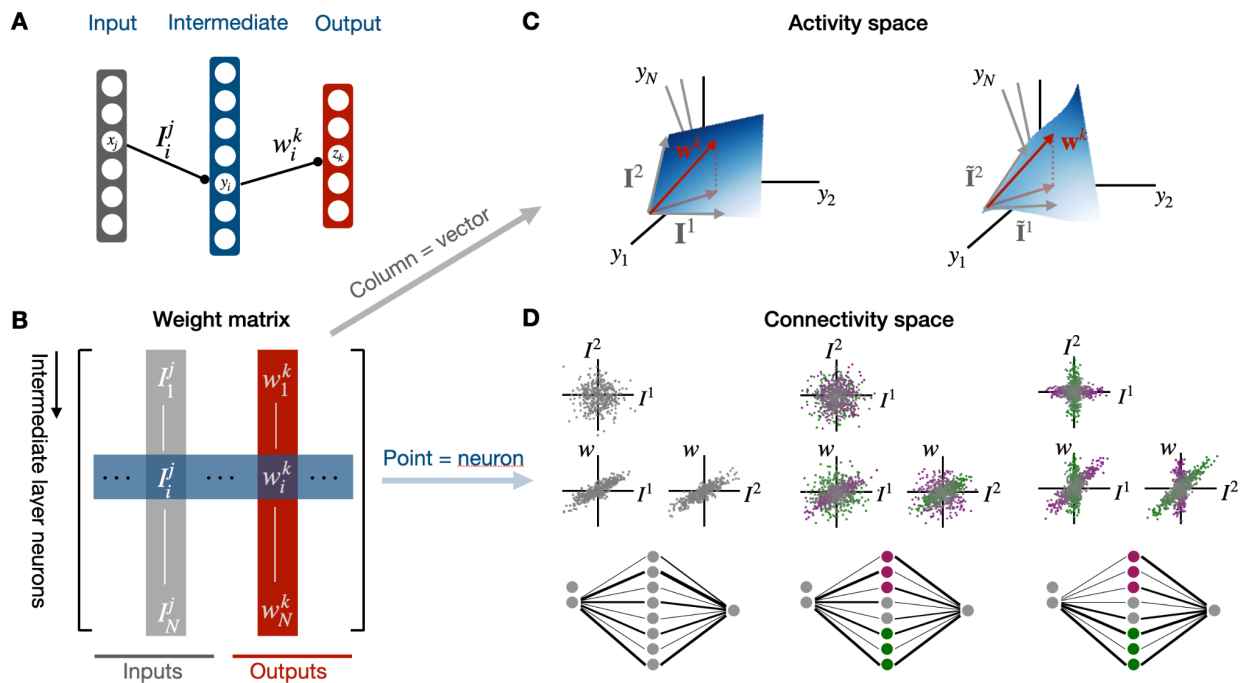 A
Input Intermediate Output
x_j
I_i^j
y_i
w_i^k
z_k
B
Weight matrix
Intermediate layer neurons
I_1^j w_1^k
... I_i^j ... w_i^k ...
I_N^j w_N^k
Inputs Outputs
Column = vector
Point = neuron
C
Activity space
y_N
w^k
I^2
I^1
y_2
y_1
y_N
w^k
Ĩ^2
Ĩ^1
y_2
y_1
D
Connectivity space
I^2 I^2 I^2
I^1 I^1 I^1
w w w w w w
I^1 I^2 I^1 I^2 I^1 I^2